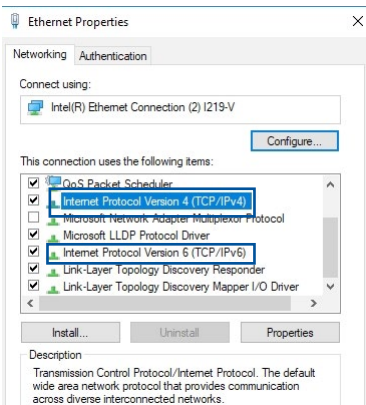 Ethernet Properties
Networking Authentication
Connect using:
Intel(R) Ethernet Connection (2) I219-V
Configure...
This connection uses the following items:
QoS Packet Scheduler
Internet Protocol Version 4 (TCP/IPv4)
Microsoft Network Adapter Multiplexor Protocol
Microsoft LLDP Protocol Driver
Internet Protocol Version 6 (TCP/IPv6)
Link-Layer Topology Discovery Responder
Link-Layer Topology Discovery Mapper I/O Driver
Install... Uninstall Properties
Description
Transmission Control Protocol/Internet Protocol. The default
wide area network protocol that provides communication
across diverse interconnected networks.